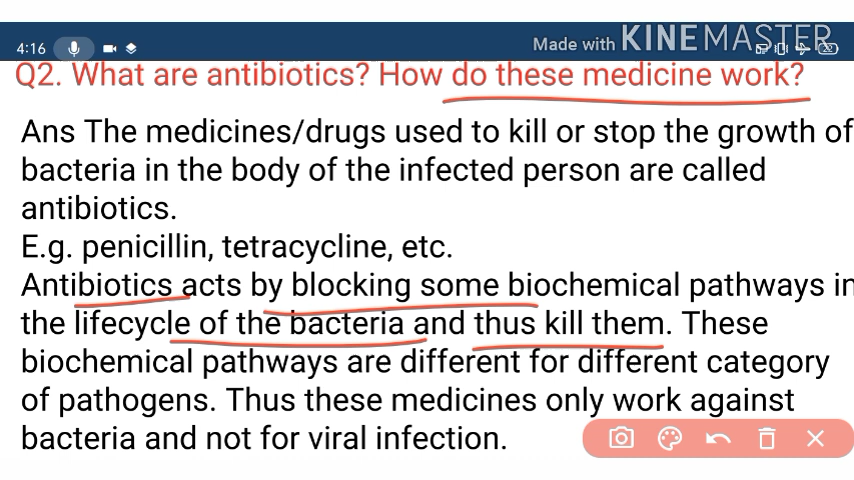 4:16
Made with KINEMASTER
Q2. What are antibiotics? How do these medicine work?
Ans The medicines/drugs used to kill or stop the growth of
bacteria in the body of the infected person are called
antibiotics.
E.g. penicillin, tetracycline, etc.
Antibiotics acts by blocking some biochemical pathways in
the lifecycle of the bacteria and thus kill them. These
biochemical pathways are different for different category
of pathogens. Thus these medicines only work against
bacteria and not for viral infection.